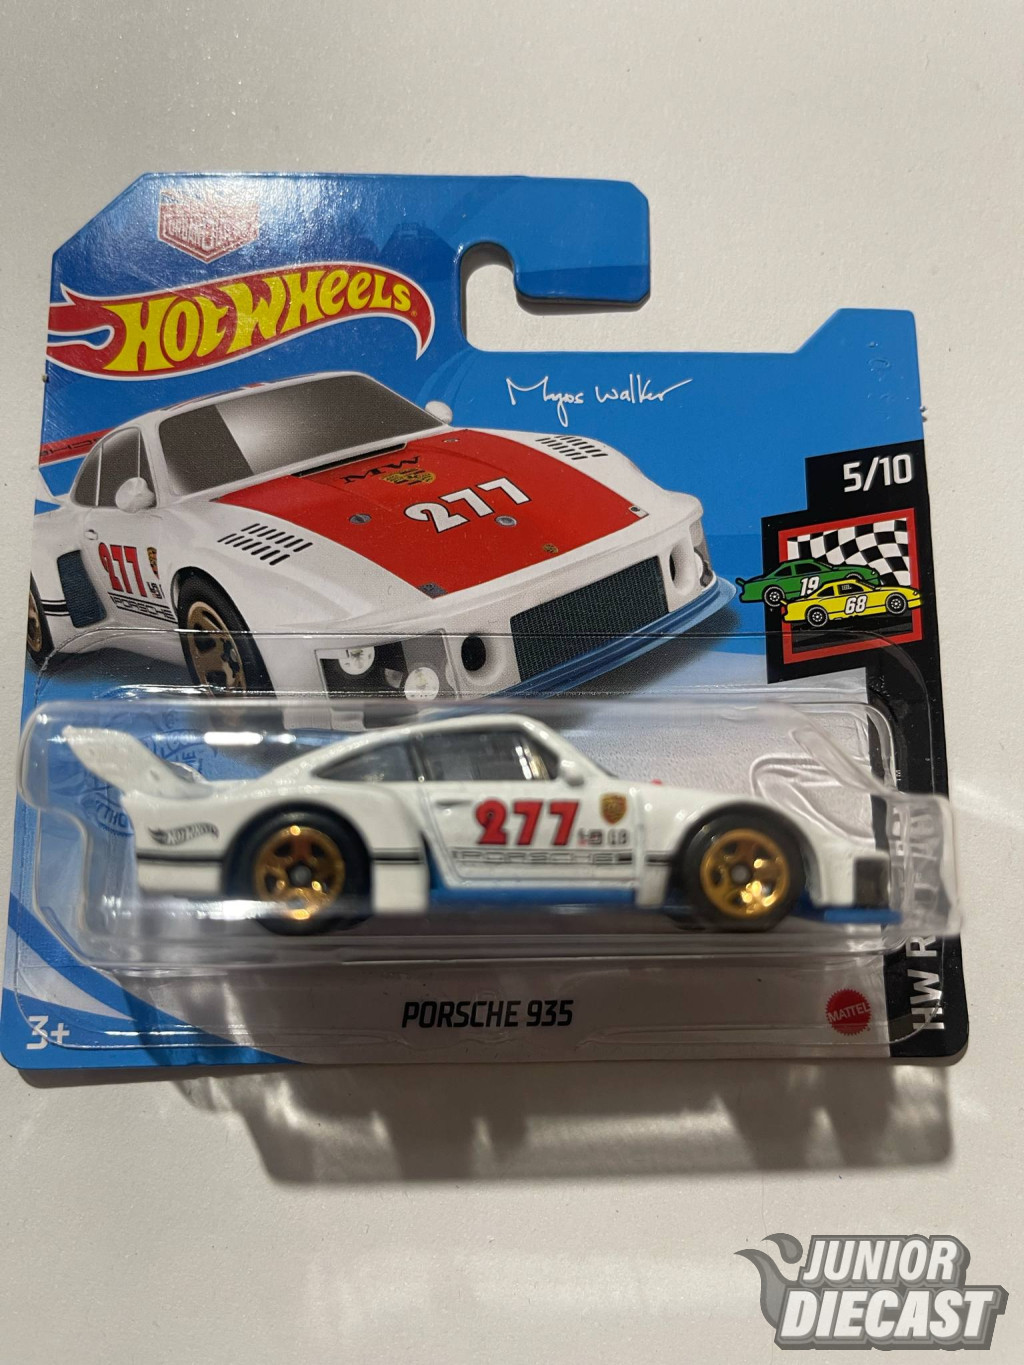 HOT WHEELS
Magnus Walker
5/10
19
68
MW
277
277
PORSCHE
HOT WHEELS
277
PORSCHE
HW R
PORSCHE 935
3+
MATTEL
JUNIOR
DIECAST